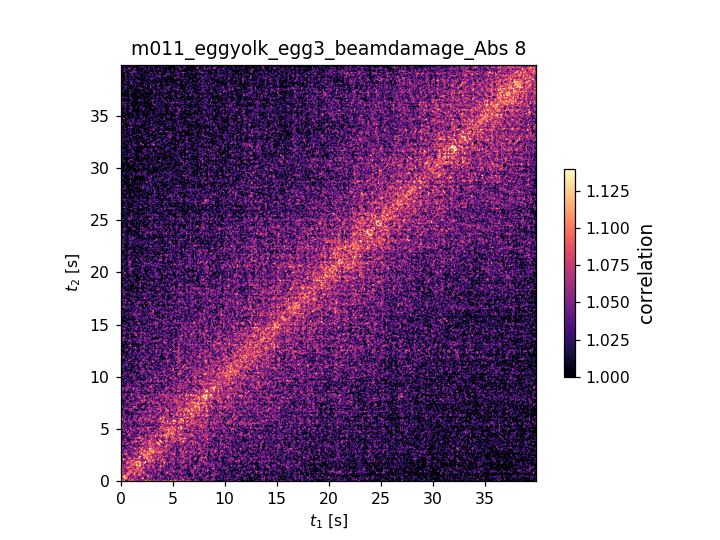 m011_eggyolk_egg3_beamdamage_Abs 8
35
30
25
20
15
10
5
0
t₂ [s]
0 5 10 15 20 25 30 35
t₁ [s]
1.125
1.100
1.075
1.050
1.025
1.000
correlation